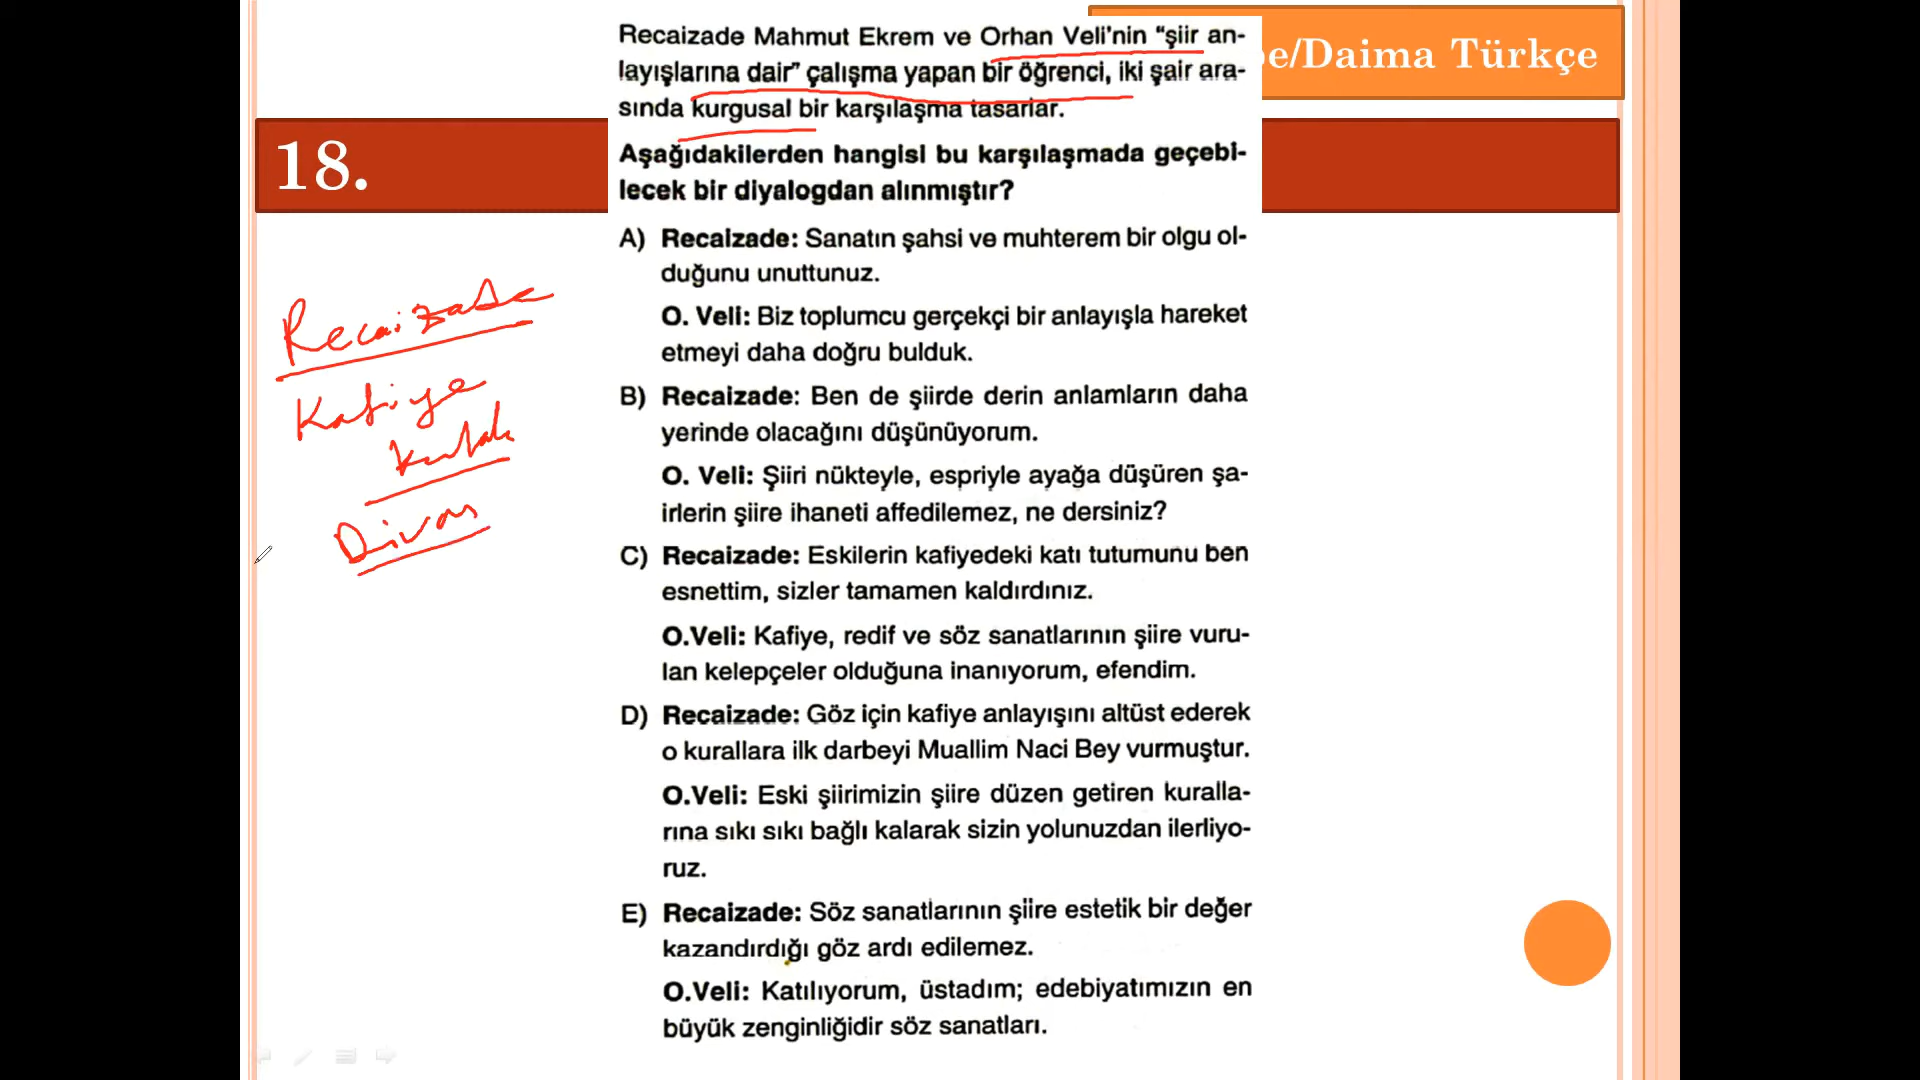 Recaizade Mahmut Ekrem ve Orhan Veli’nin “şiir an-
layışlarına dair” çalışma yapan bir öğrenci, iki şair ara-
sında kurgusal bir karşılaşma tasarlar.
be/Daima Türkçe
18.
Aşağıdakilerden hangisi bu karşılaşmada geçebi-
lecek bir diyalogdan alınmıştır?
A) Recaizade: Sanatın şahsi ve muhterem bir olgu ol-
duğunu unuttunuz.
O. Veli: Biz toplumcu gerçekçi bir anlayışla hareket
etmeyi daha doğru bulduk.
B) Recaizade: Ben de şiirde derin anlamların daha
yerinde olacağını düşünüyorum.
O. Veli: Şiiri nükteyle, espriyle ayağa düşüren şa-
irlerin şiire ihaneti affedilemez, ne dersiniz?
C) Recaizade: Eskilerin kafiyedeki katı tutumunu ben
esnettim, sizler tamamen kaldırdınız.
O.Veli: Kafiye, redif ve söz sanatlarının şiire vuru-
lan kelepçeler olduğuna inanıyorum, efendim.
D) Recaizade: Göz için kafiye anlayışını altüst ederek
o kurallara ilk darbeyi Muallim Naci Bey vurmuştur.
O.Veli: Eski şiirimizin şiire düzen getiren kuralla-
rına sıkı sıkı bağlı kalarak sizin yolunuzdan ilerliyo-
ruz.
E) Recaizade: Söz sanatlarının şiire estetik bir değer
kazandırdığı göz ardı edilemez.
O.Veli: Katılıyorum, üstadım; edebiyatımızın en
büyük zenginliğidir söz sanatları.
Recaizade
Kafiye
kulak
Divan